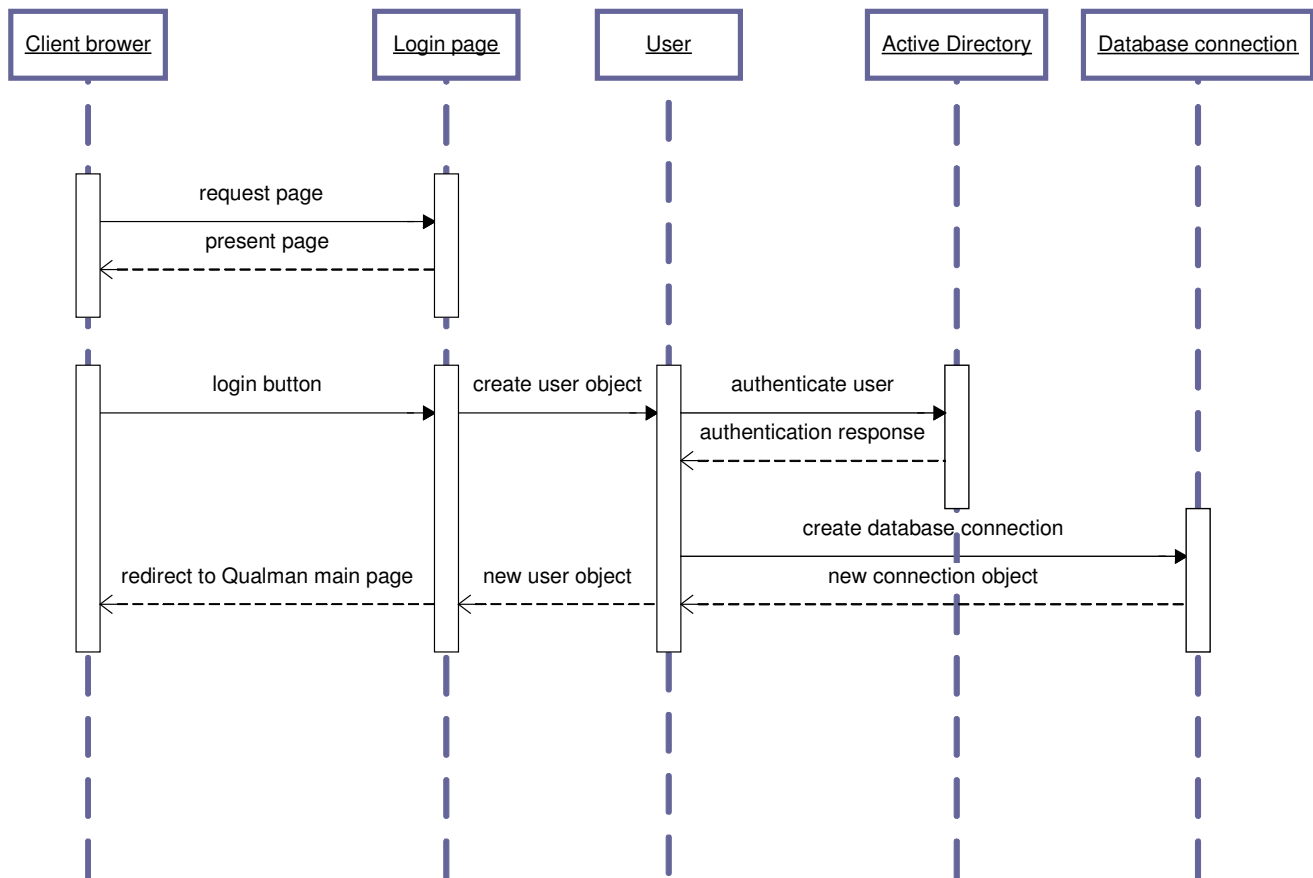 Client brower
Login page
User
Active Directory
Database connection
request page
present page
login button
create user object
authenticate user
authentication response
create database connection
redirect to Qualman main page
new user object
new connection object